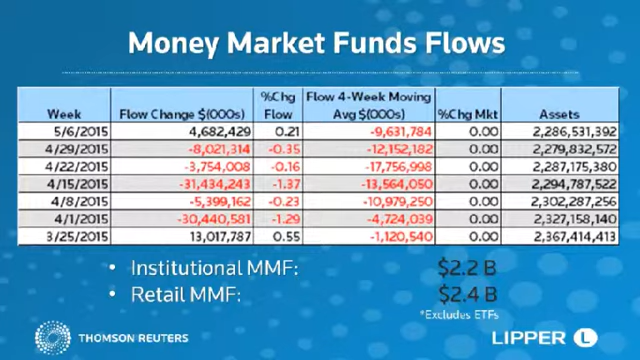 Money Market Funds Flows
Week Flow Change $(000s) %Chg Flow Flow 4-Week Moving Avg $(000s) %Chg Mkt Assets
5/6/2015 4,682,429 0.21 -9,631,784 0.00 2,286,531,392
4/29/2015 -8,021,314 -0.35 -12,152,182 0.00 2,279,832,572
4/22/2015 -3,754,008 -0.16 -17,756,998 0.00 2,287,175,380
4/15/2015 -31,434,243 -1.37 -13,564,050 0.00 2,294,787,522
4/8/2015 -5,399,162 -0.23 -10,979,250 0.00 2,302,287,256
4/1/2015 -30,440,581 -1.29 -4,724,039 0.00 2,327,158,140
3/25/2015 13,017,787 0.55 -1,120,540 0.00 2,367,414,413
• Institutional MMF: $2.2 B
• Retail MMF: $2.4 B
*Excludes ETFs
THOMSON REUTERS
LIPPER L